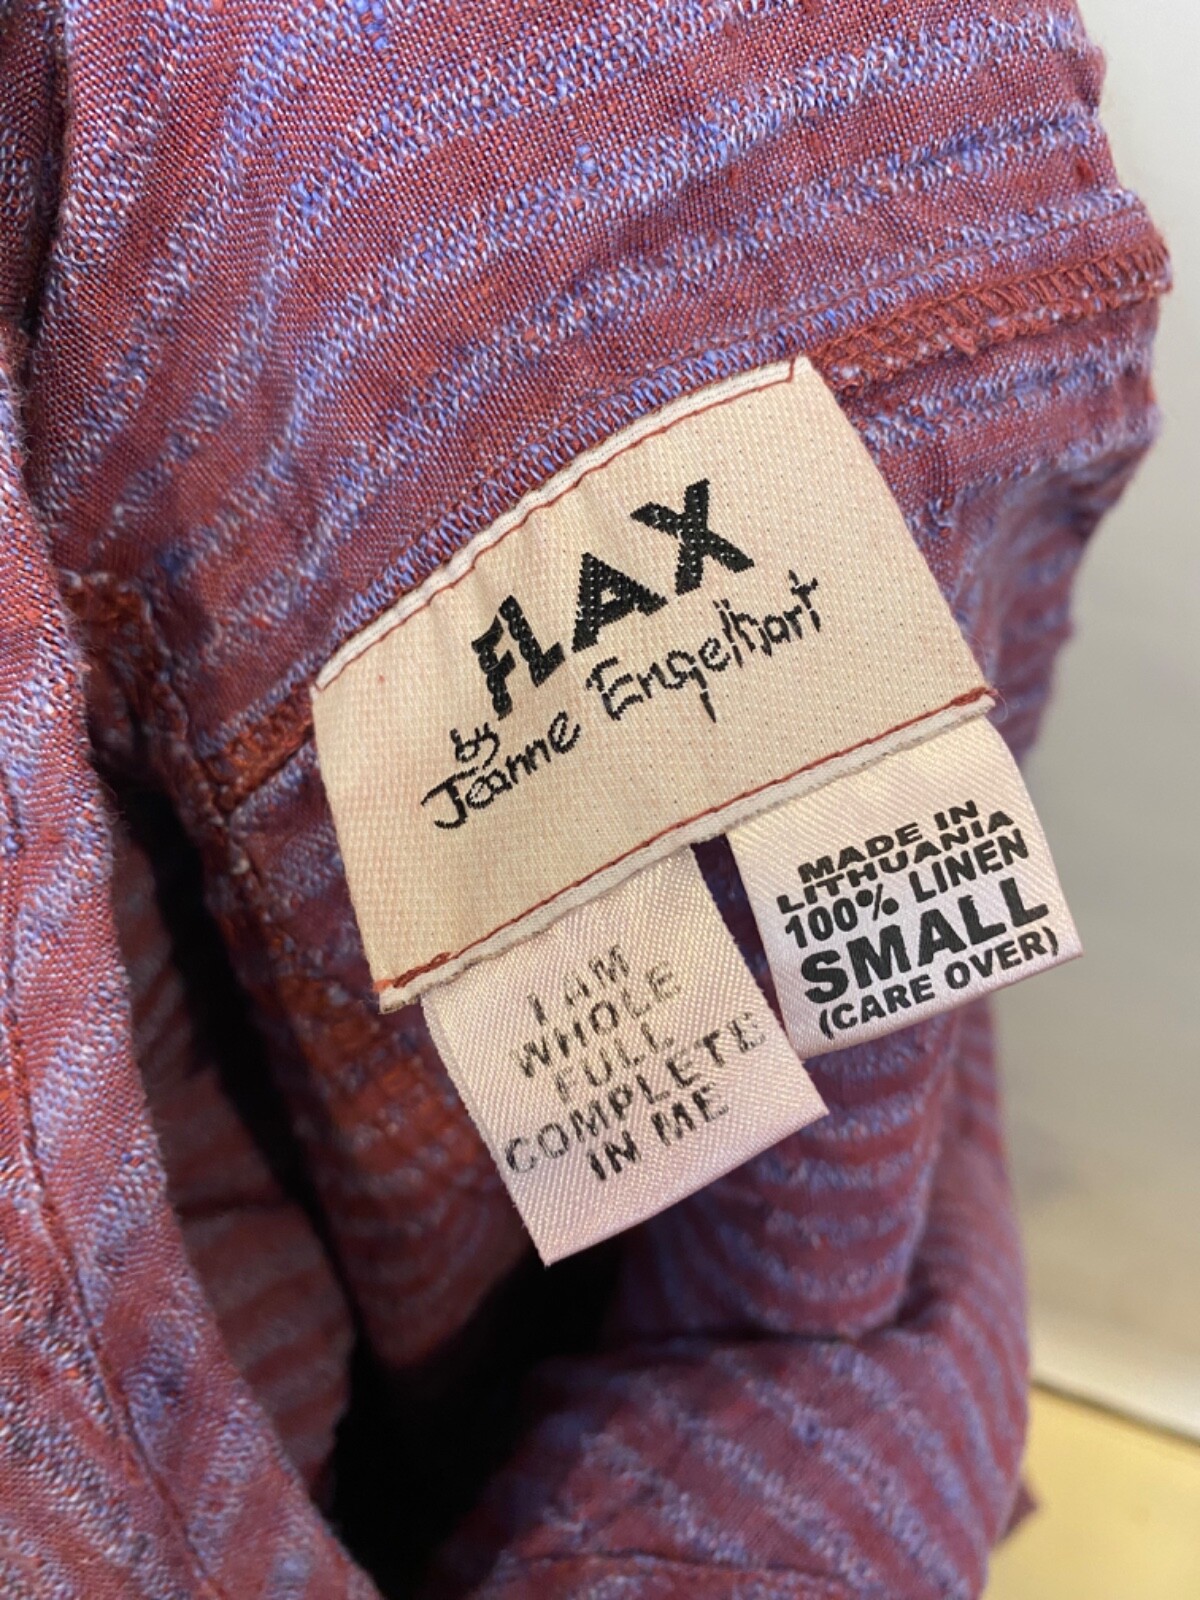 FLAX
by
Jeanne Engelhart
MADE IN
LITHUANIA
100% LINEN
SMALL
(CARE OVER)
I AM
WHOLE
FULL
COMPLETE
IN ME